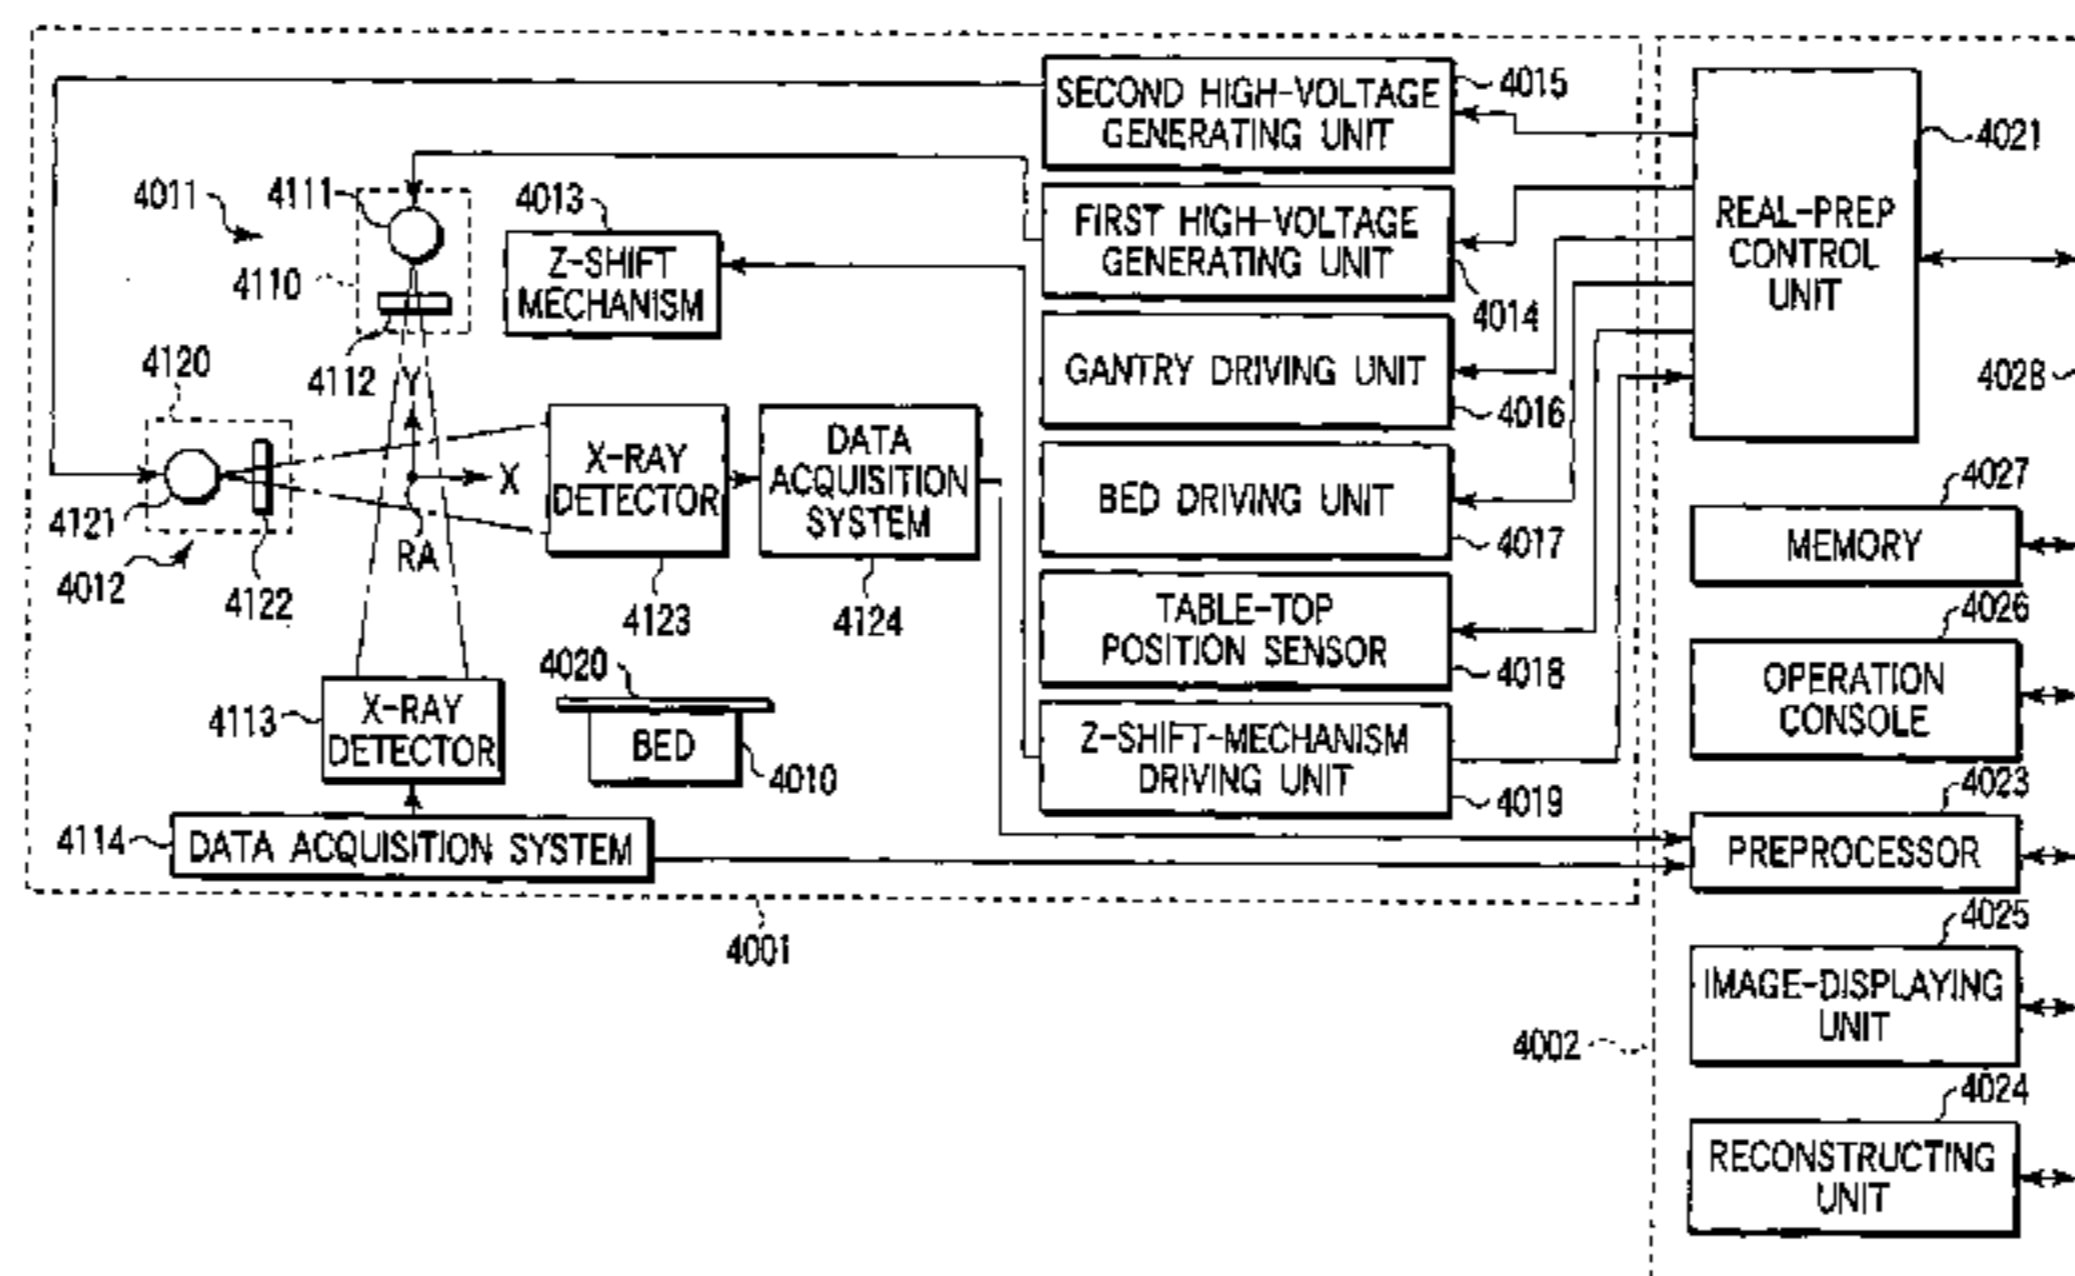 SECOND HIGH-VOLTAGE
GENERATING UNIT
4015
4021
REAL-PREP
CONTROL
UNIT
4011
4111
4110
4112
4013
Z-SHIFT
MECHANISM
FIRST HIGH-VOLTAGE
GENERATING UNIT
4014
GANTRY DRIVING UNIT
4016
4028
4120
4121
4012
4122
Y
X
RA
X-RAY
DETECTOR
4123
DATA
ACQUISITION
SYSTEM
4124
BED DRIVING UNIT
4017
4027
MEMORY
TABLE-TOP
POSITION SENSOR
4018
4026
OPERATION
CONSOLE
4113
X-RAY
DETECTOR
4020
BED
4010
Z-SHIFT-MECHANISM
DRIVING UNIT
4019
4023
PREPROCESSOR
4114
DATA ACQUISITION SYSTEM
4001
4025
IMAGE-DISPLAYING
UNIT
4002
4024
RECONSTRUCTING
UNIT